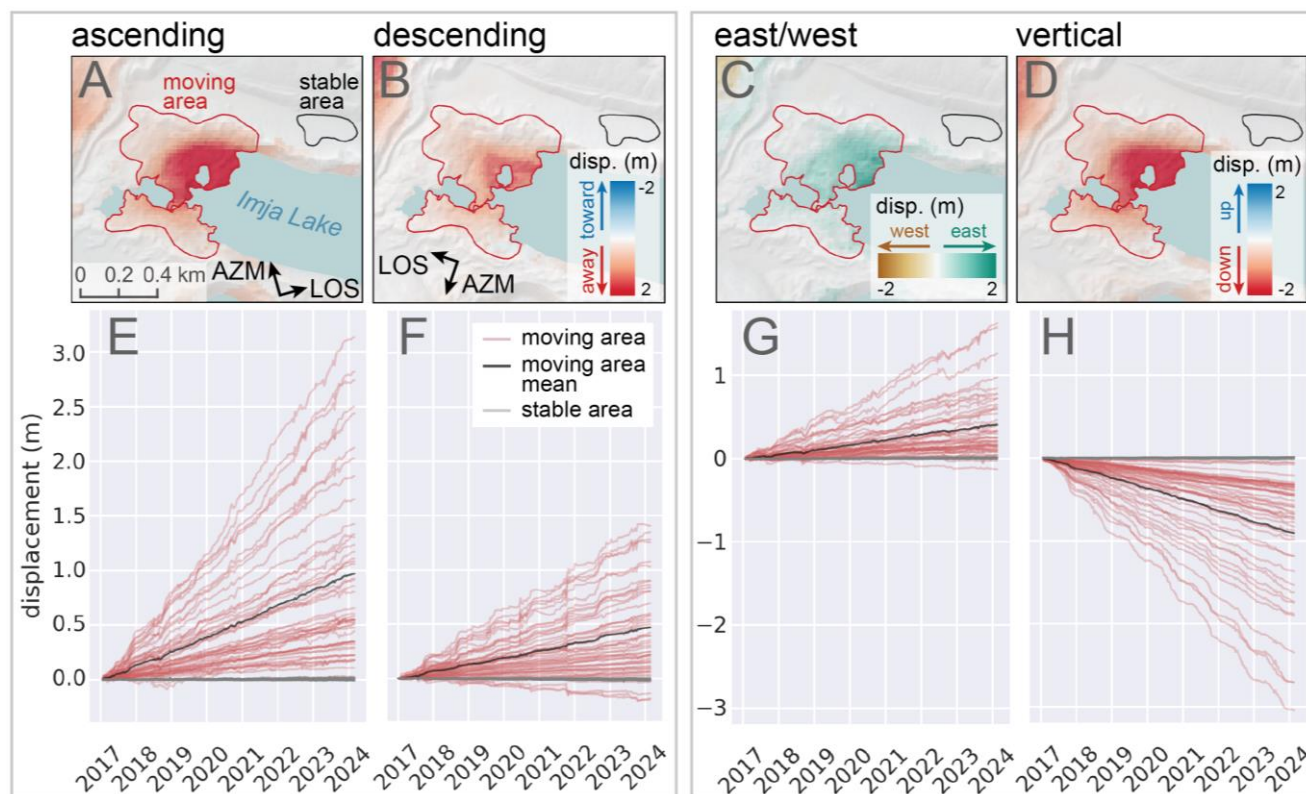 ascending
descending
east/west
vertical
A
moving
area
stable
area
Imja Lake
0 0.2 0.4 km
AZM
LOS
B
disp. (m)
-2
toward
away
2
LOS
AZM
C
disp. (m)
west
east
-2
2
D
disp. (m)
2
up
down
-2
E
displacement (m)
3.0
2.5
2.0
1.5
1.0
0.5
0.0
2017
2018
2019
2020
2021
2022
2023
2024
F
moving area
moving area
mean
stable area
2017
2018
2019
2020
2021
2022
2023
2024
G
1
0
−1
−2
−3
2017
2018
2019
2020
2021
2022
2023
2024
H
2017
2018
2019
2020
2021
2022
2023
2024